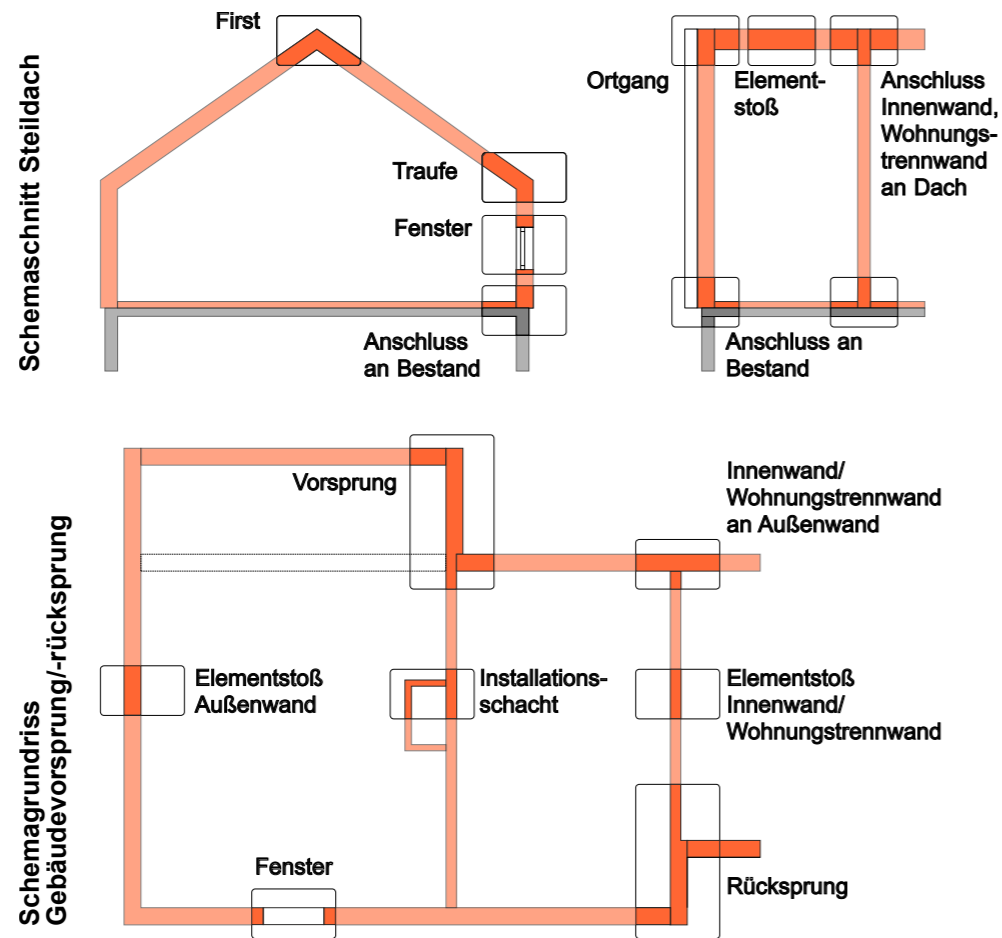 Schemaschnitt Steildach
First
Traufe
Fenster
Anschluss
an Bestand
Ortgang
Element-
stoß
Anschluss
Innenwand,
Wohnungs-
trennwand
an Dach
Anschluss an
Bestand
Schemagrundriss
Gebäudevorsprung/-rücksprung
Vorsprung
Innenwand/
Wohnungstrennwand
an Außenwand
Elementstoß
Außenwand
Installations-
schacht
Elementstoß
Innenwand/
Wohnungstrennwand
Fenster
Rücksprung